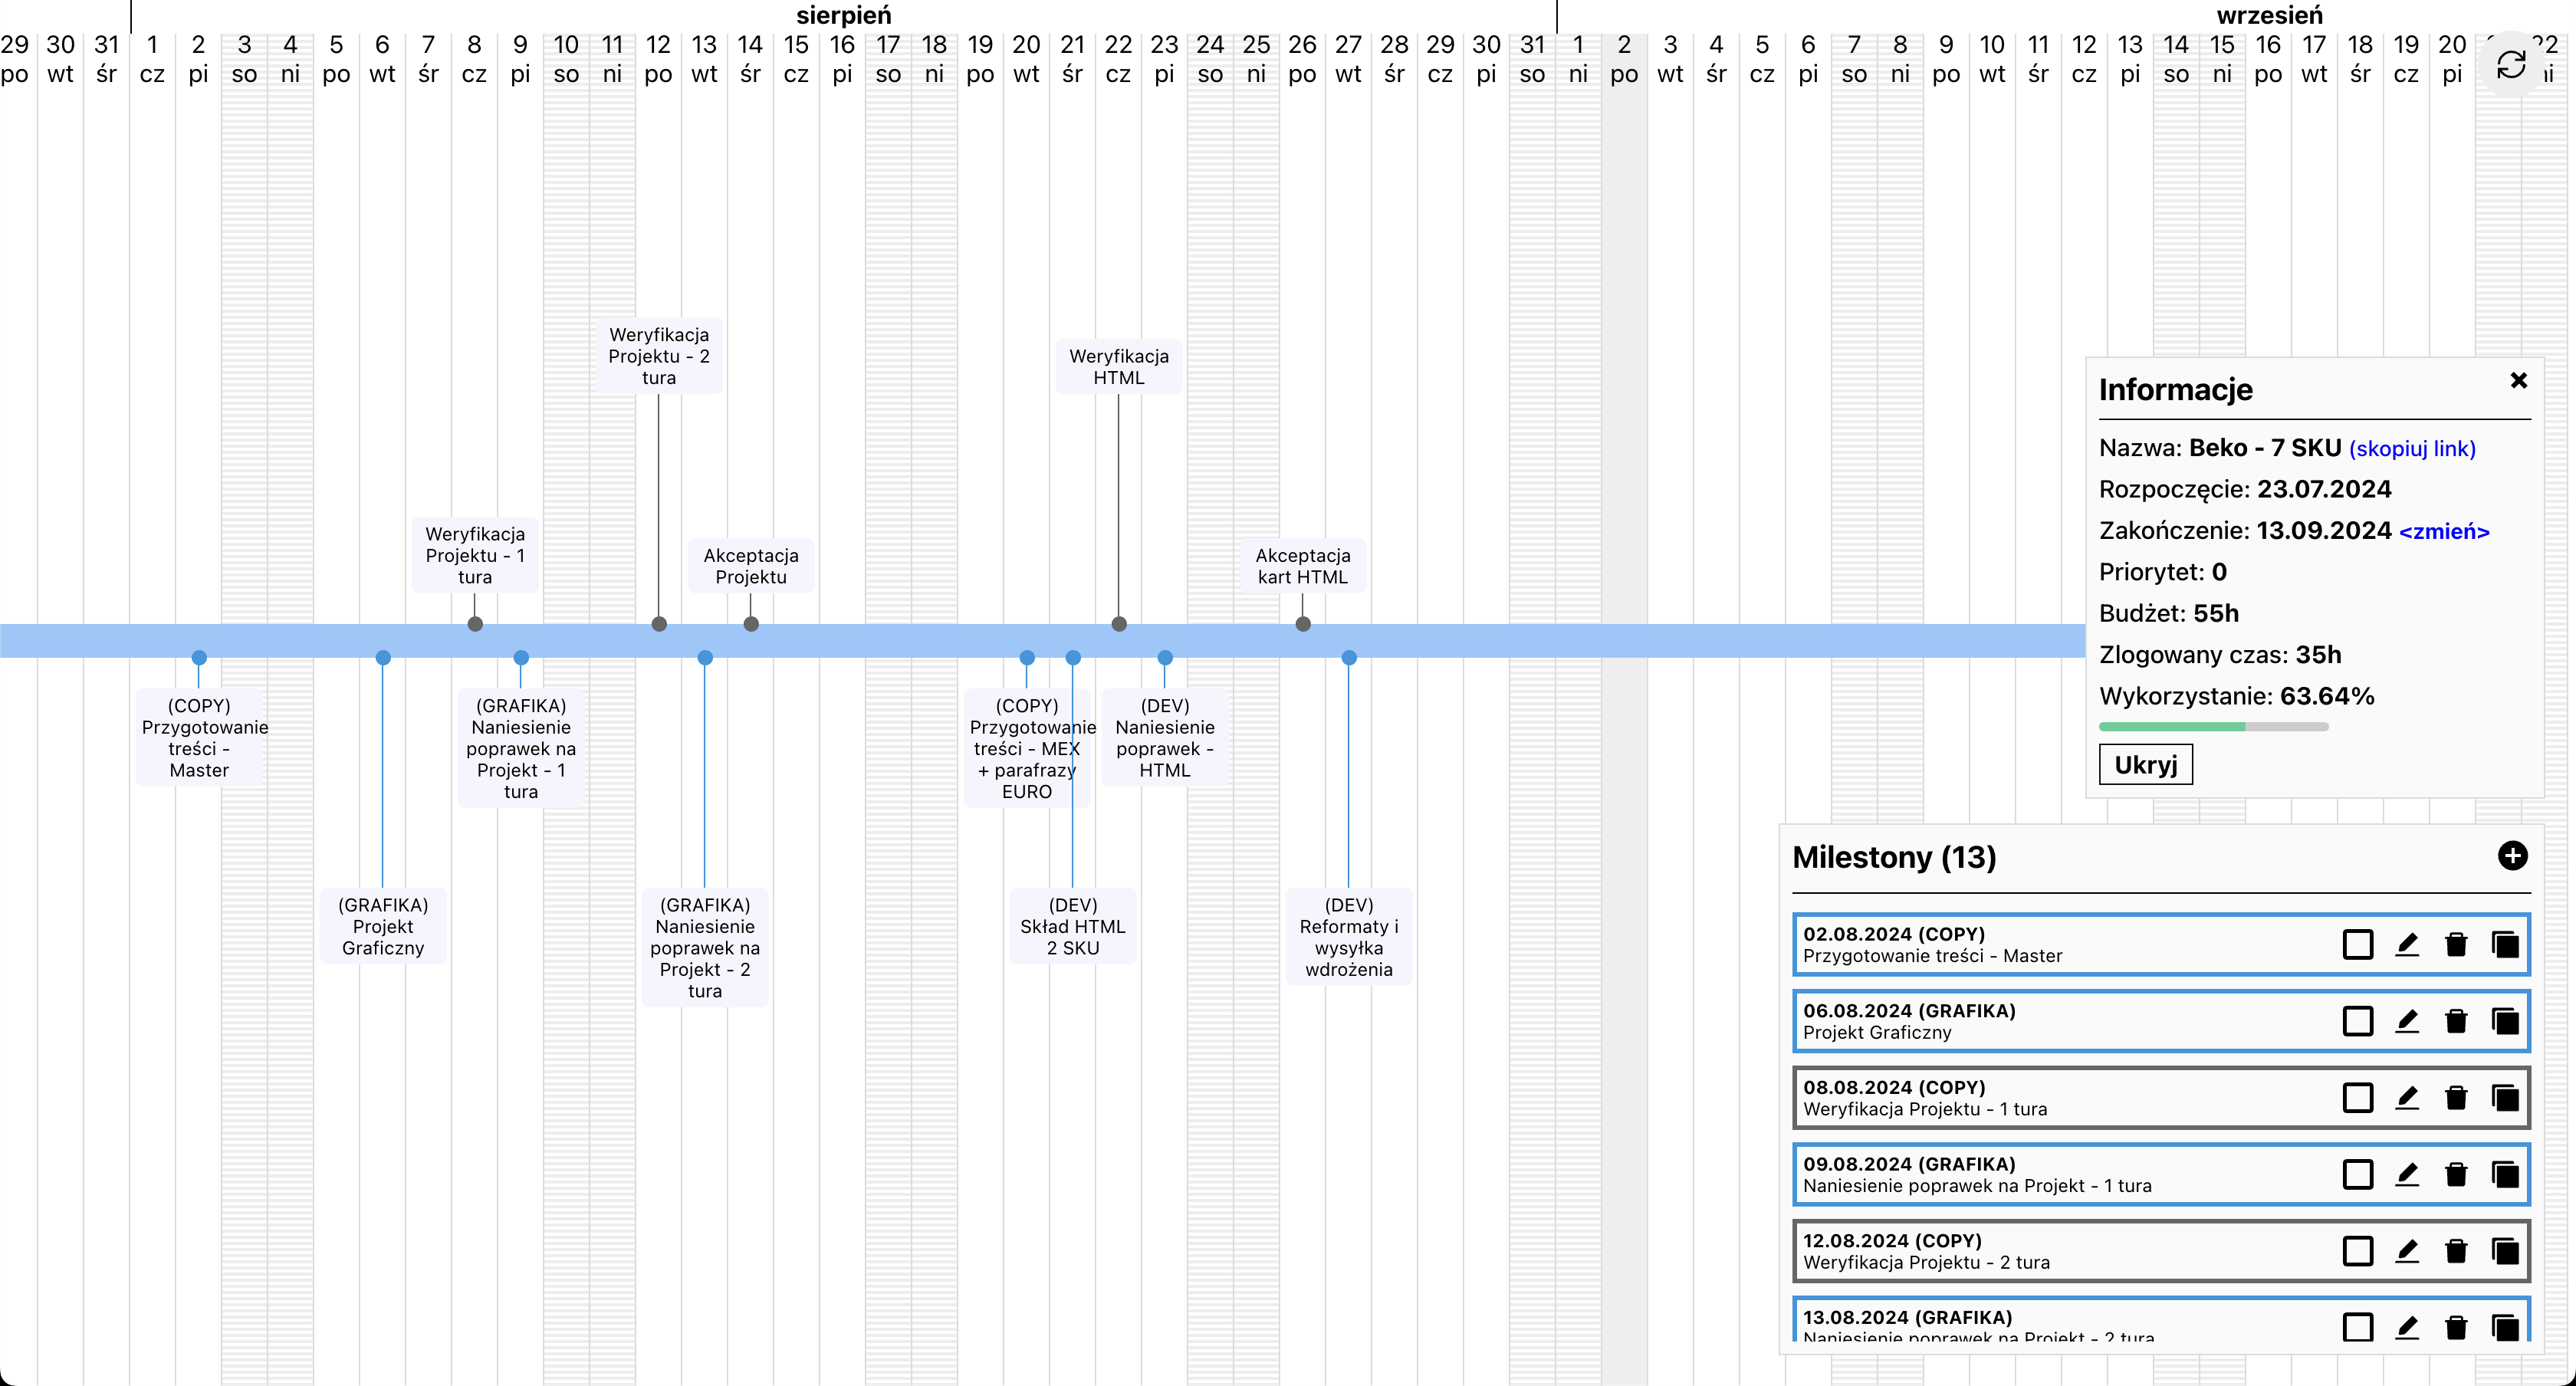 sierpień wrzesień
29 30 31 1 2 3 4 5 6 7 8 9 10 11 12 13 14 15 16 17 18 19 20 21 22 23 24 25 26 27 28 29 30 31 1 2 3 4 5 6 7 8 9 10 11 12 13 14 15 16 17 18 19 20 22
po wt śr cz pi so ni po wt śr cz pi so ni po wt śr cz pi so ni po wt śr cz pi so ni po wt śr cz pi so ni po wt śr cz pi so ni po wt śr cz pi so ni po wt śr cz pi ni
Weryfikacja
Projektu - 2
tura
Weryfikacja
HTML
Weryfikacja
Projektu - 1
tura
Akceptacja
Projektu
Akceptacja
kart HTML
(COPY)
Przygotowanie
treści -
Master
(GRAFIKA)
Naniesienie
poprawek na
Projekt - 1
tura
(COPY)
Przygotowanie
treści - MEX
+ parafrazy
EURO
(DEV)
Naniesienie
poprawek -
HTML
(GRAFIKA)
Projekt
Graficzny
(GRAFIKA)
Naniesienie
poprawek na
Projekt - 2
tura
(DEV)
Skład HTML
2 SKU
(DEV)
Reformaty i
wysyłka
wdrożenia
Informacje
Nazwa: Beko - 7 SKU (skopiuj link)
Rozpoczęcie: 23.07.2024
Zakończenie: 13.09.2024 <zmień>
Priorytet: 0
Budżet: 55h
Zlogowany czas: 35h
Wykorzystanie: 63.64%
Ukryj
Milestony (13)
02.08.2024 (COPY)
Przygotowanie treści - Master
06.08.2024 (GRAFIKA)
Projekt Graficzny
08.08.2024 (COPY)
Weryfikacja Projektu - 1 tura
09.08.2024 (GRAFIKA)
Naniesienie poprawek na Projekt - 1 tura
12.08.2024 (COPY)
Weryfikacja Projektu - 2 tura
13.08.2024 (GRAFIKA)
Naniesienie poprawek na Projekt - 2 tura